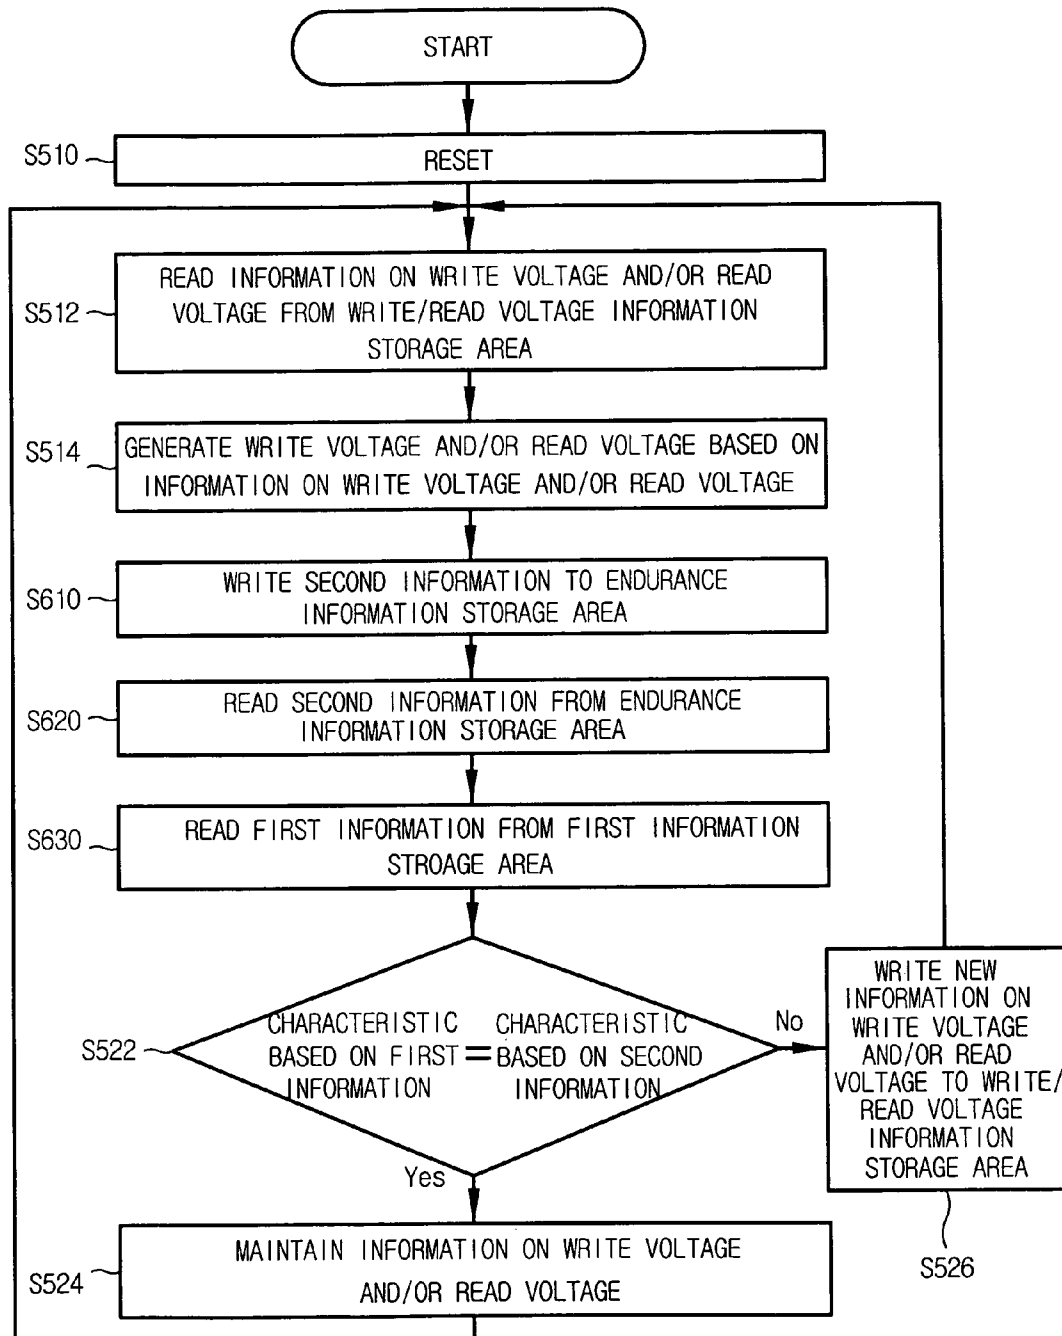 START
S510
RESET
S512
READ INFORMATION ON WRITE VOLTAGE AND/OR READ
VOLTAGE FROM WRITE/READ VOLTAGE INFORMATION
STORAGE AREA
S514
GENERATE WRITE VOLTAGE AND/OR READ VOLTAGE BASED ON
INFORMATION ON WRITE VOLTAGE AND/OR READ VOLTAGE
S610
WRITE SECOND INFORMATION TO ENDURANCE
INFORMATION STORAGE AREA
S620
READ SECOND INFORMATION FROM ENDURANCE
INFORMATION STORAGE AREA
S630
READ FIRST INFORMATION FROM FIRST INFORMATION
STROAGE AREA
S522
CHARACTERISTIC CHARACTERISTIC
BASED ON FIRST = BASED ON SECOND
INFORMATION INFORMATION
No
Yes
WRITE NEW
INFORMATION ON
WRITE VOLTAGE
AND/OR READ
VOLTAGE TO WRITE/
READ VOLTAGE
INFORMATION
STORAGE AREA
S526
S524
MAINTAIN INFORMATION ON WRITE VOLTAGE
AND/OR READ VOLTAGE